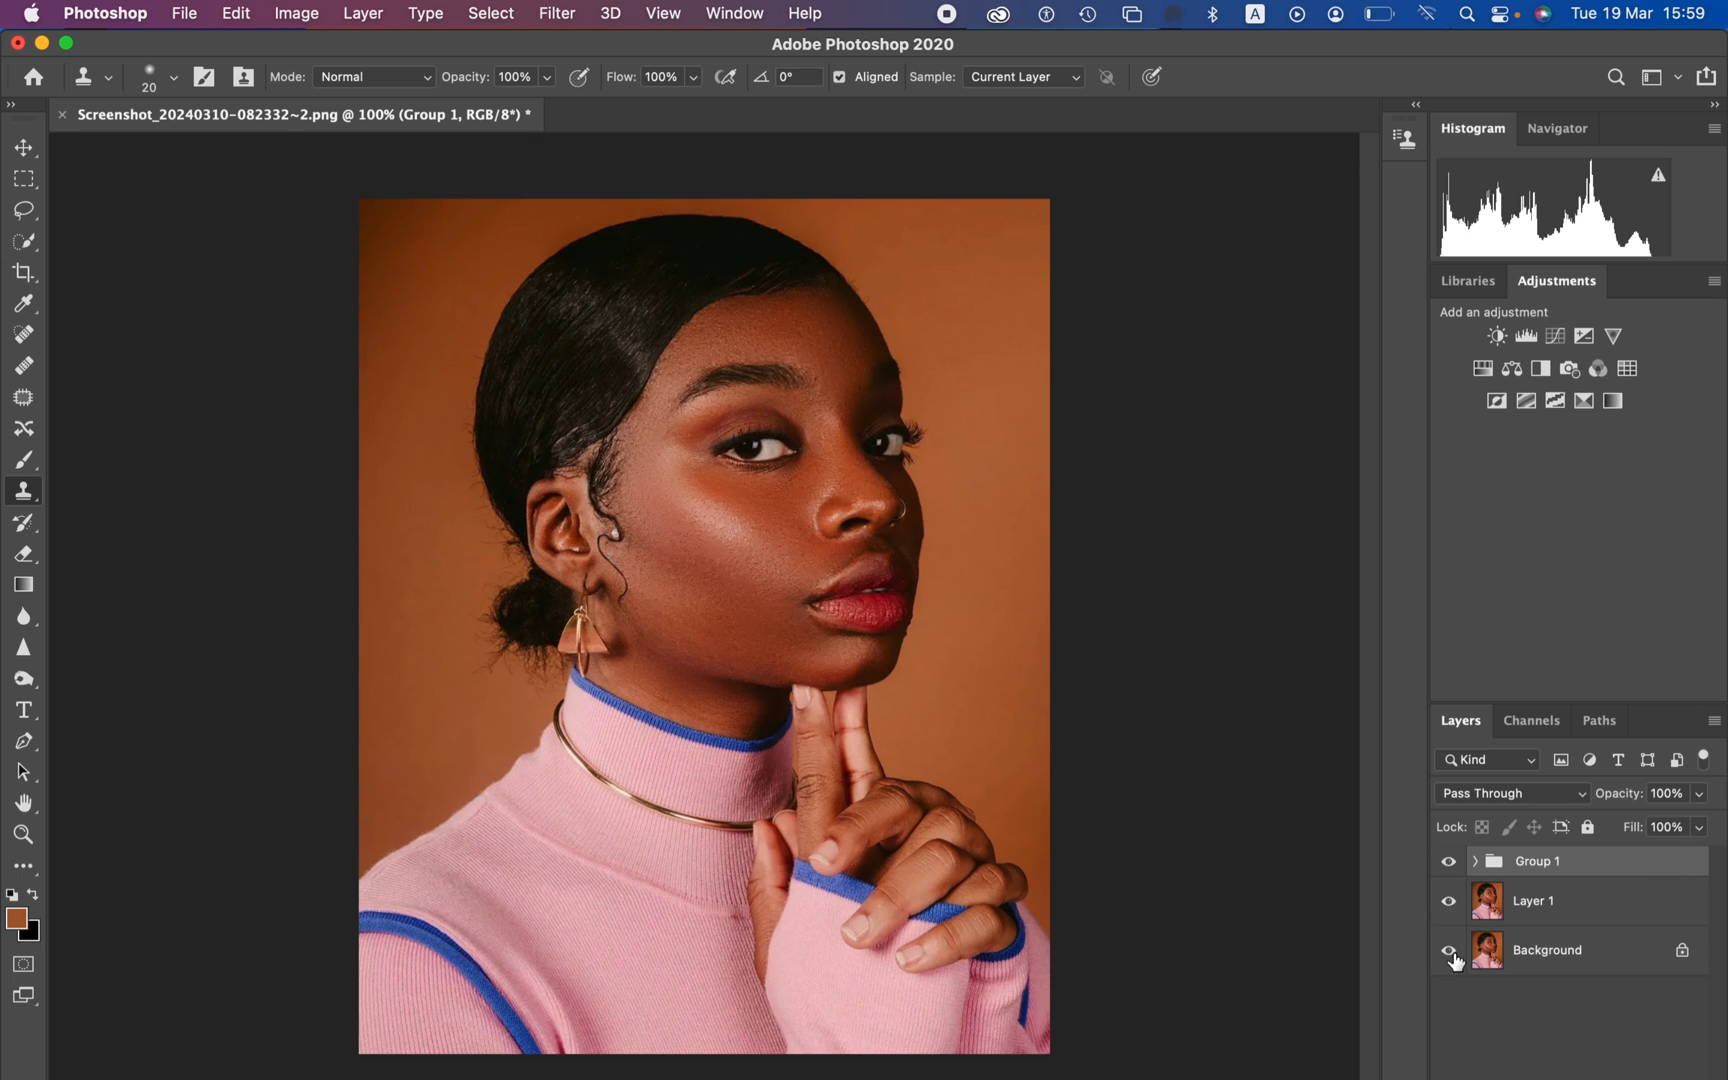 Photoshop File Edit Image Layer Type Select Filter 3D View Window Help A Tue 19 Mar 15:59
Adobe Photoshop 2020
20 Mode: Normal Opacity: 100% Flow: 100% 0° Aligned Sample: Current Layer
Screenshot_20240310-082332~2.png @ 100% (Group 1, RGB/8*) *
Histogram Navigator
Libraries Adjustments
Add an adjustment
Layers Channels Paths
Kind
Pass Through Opacity: 100%
Lock: Fill: 100%
Group 1
Layer 1
Background